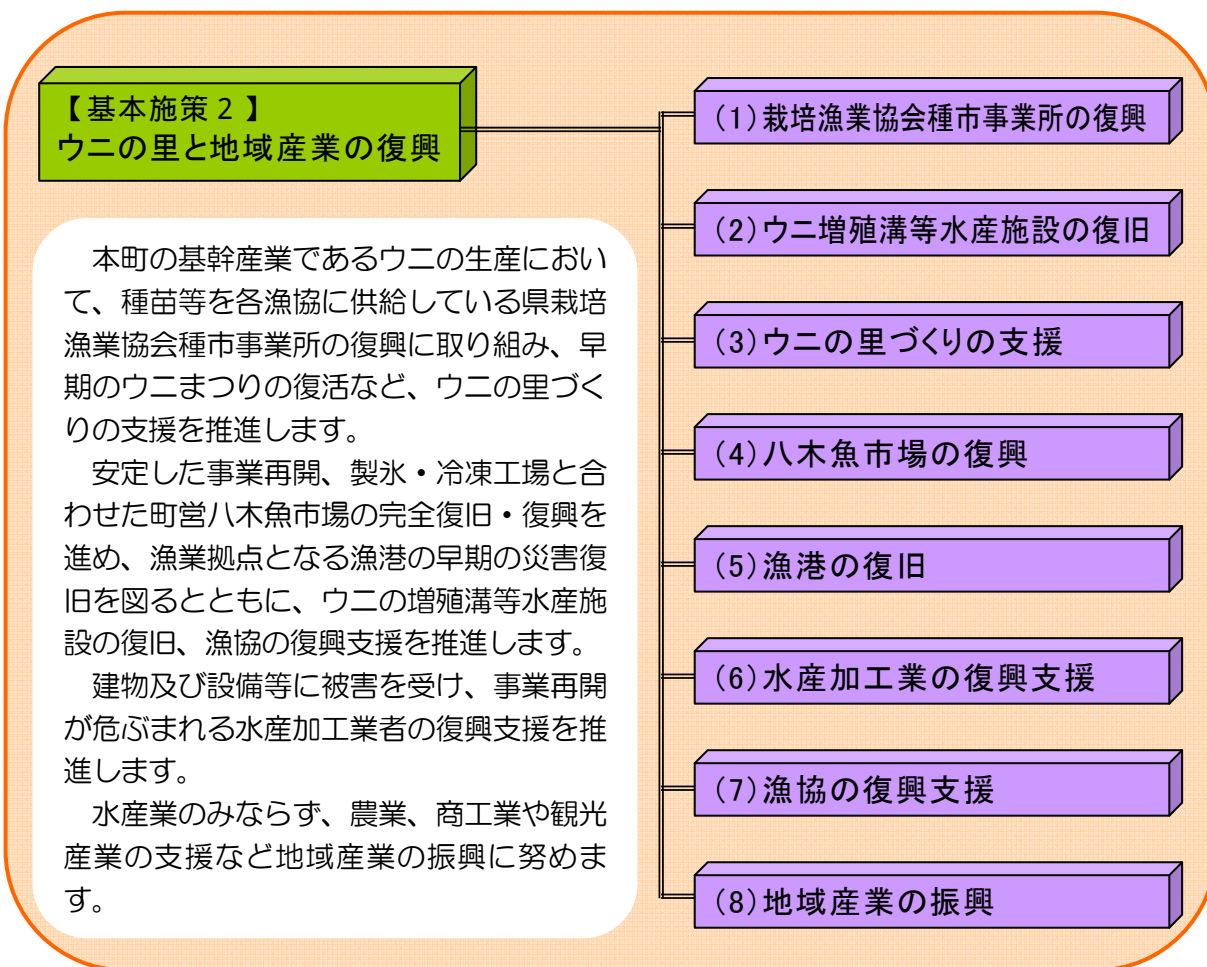 【基本施策２】
ウニの里と地域産業の復興
本町の基幹産業であるウニの生産におい
て、種苗等を各漁協に供給している県栽培
漁業協会種市事業所の復興に取り組み、早
期のウニまつりの復活など、ウニの里づく
りの支援を推進します。
安定した事業再開、製氷・冷凍工場と合
わせた町営八木魚市場の完全復旧・復興を
進め、漁業拠点となる漁港の早期の災害復
旧を図るとともに、ウニの増殖溝等水産施
設の復旧、漁協の復興支援を推進します。
建物及び設備等に被害を受け、事業再開
が危ぶまれる水産加工業者の復興支援を推
進します。
水産業のみならず、農業、商工業や観光
産業の支援など地域産業の振興に努めま
す。
(1)栽培漁業協会種市事業所の復興
(2)ウニ増殖溝等水産施設の復旧
(3)ウニの里づくりの支援
(4)八木魚市場の復興
(5)漁港の復旧
(6)水産加工業の復興支援
(7)漁協の復興支援
(8)地域産業の振興